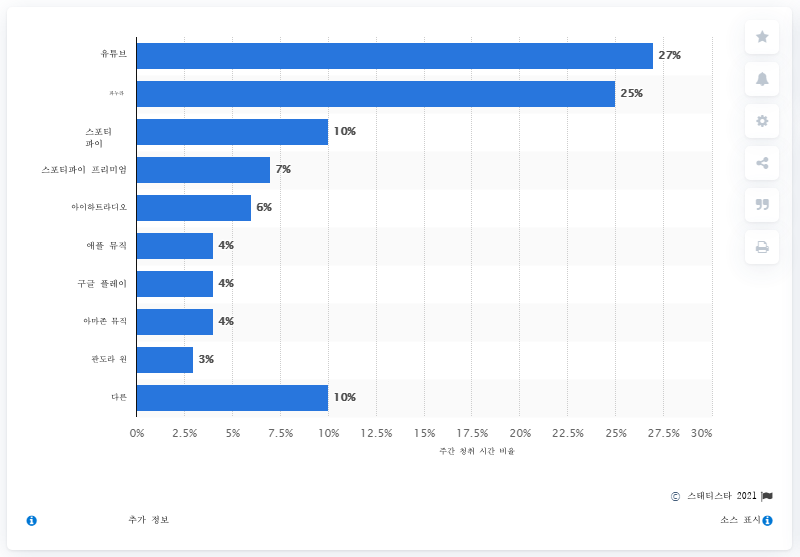 유튜브
27%
25%
스포티
파이
10%
스포티파이 프리미엄
7%
아이하트라디오
6%
애플 뮤직
4%
구글 플레이
4%
아마존 뮤직
4%
판도라 원
3%
다른
10%
0% 2.5% 5% 7.5% 10% 12.5% 15% 17.5% 20% 22.5% 25% 27.5% 30%
주간 청취 시간 비율
© 스태티스타 2021
추가 정보
소스 표시